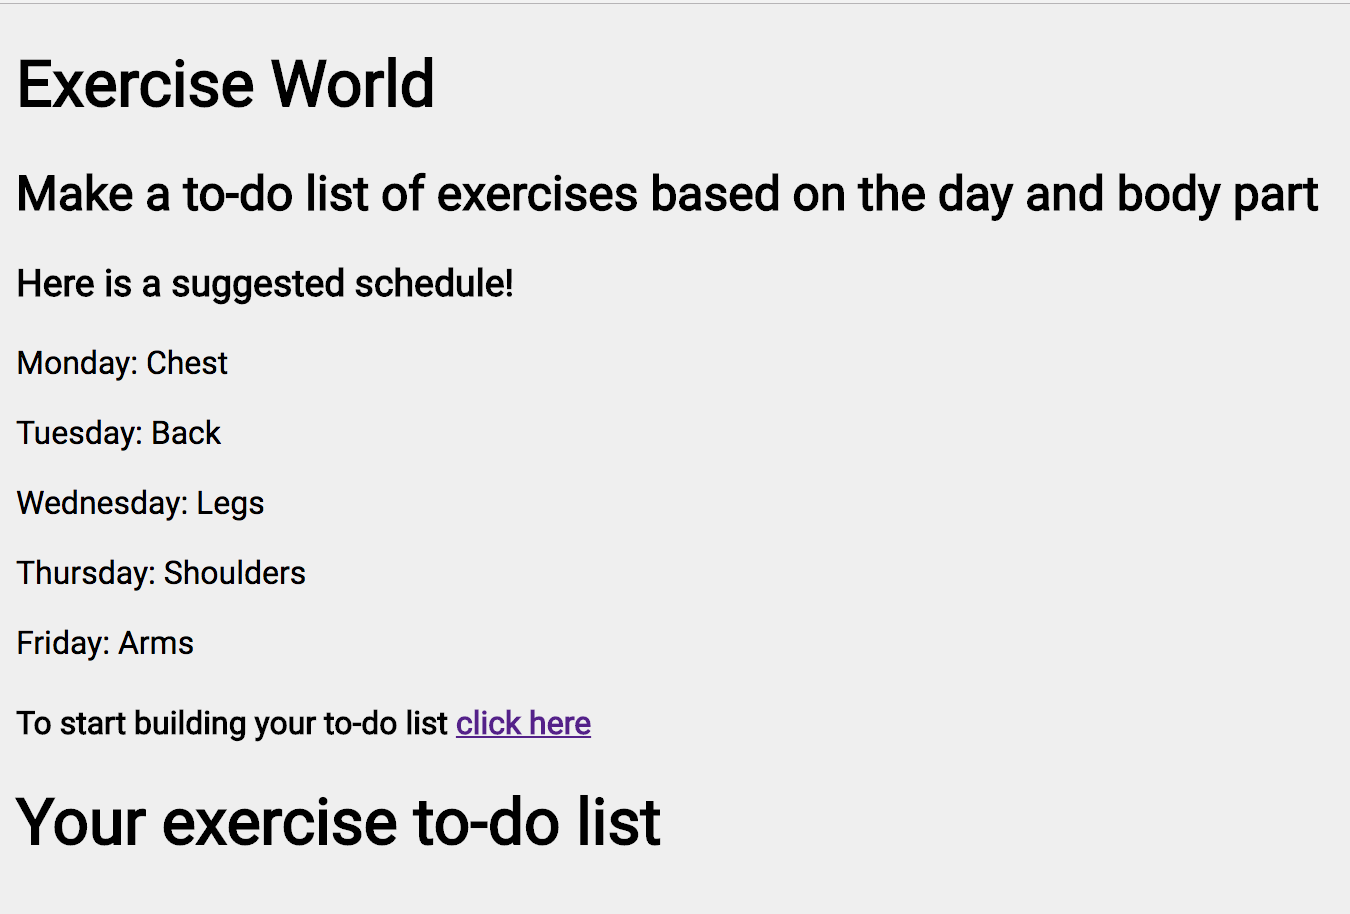 Exercise World
Make a to-do list of exercises based on the day and body part
Here is a suggested schedule!
Monday: Chest
Tuesday: Back
Wednesday: Legs
Thursday: Shoulders
Friday: Arms
To start building your to-do list click here
Your exercise to-do list